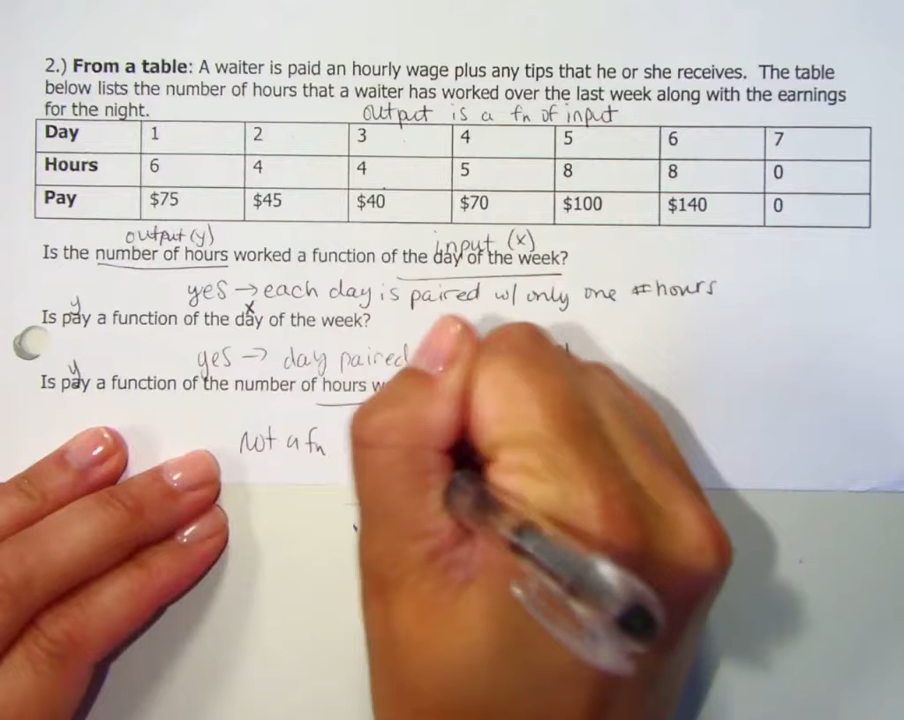 2.) From a table: A waiter is paid an hourly wage plus any tips that he or she receives. The table
below lists the number of hours that a waiter has worked over the last week along with the earnings
for the night.
output is a fn of input
Day 1 2 3 4 5 6 7
Hours 6 4 4 5 8 8 0
Pay $75 $45 $40 $70 $100 $140 0
output (y) input (x)
Is the number of hours worked a function of the day of the week?
yes → each day is paired w/ only one #hours
y x
Is pay a function of the day of the week?
yes → day paired
y
Is pay a function of the number of hours w
not a fn